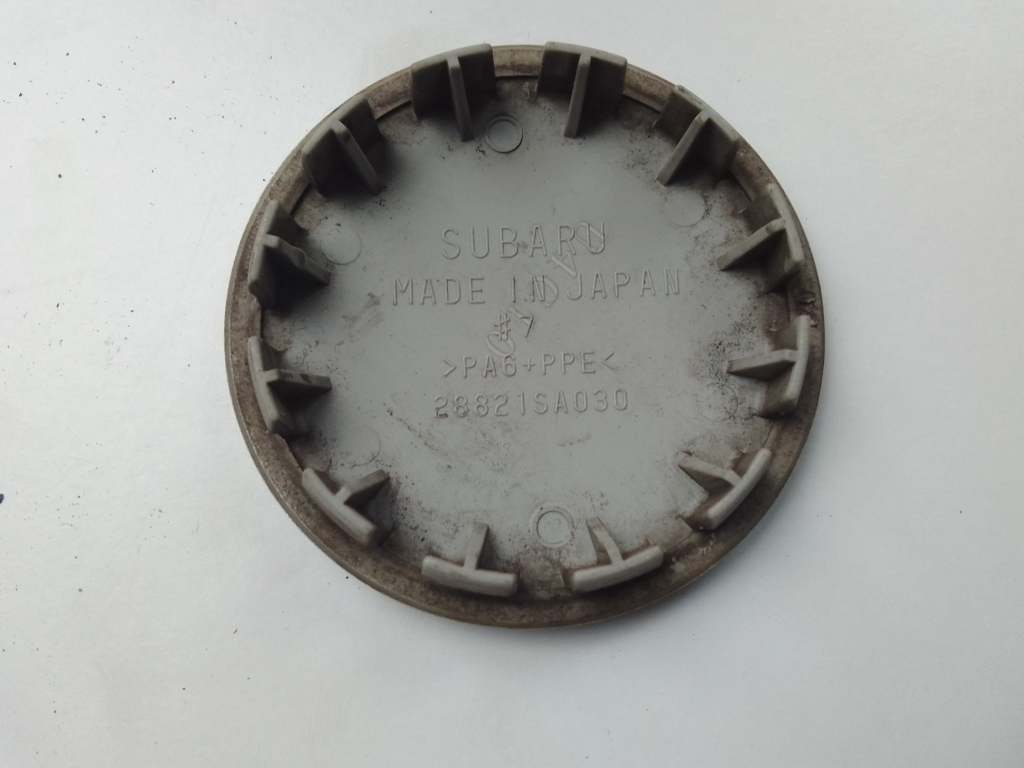 SUBARU
MADE IN JAPAN
#7
>PA6+PPE<
28821SA030